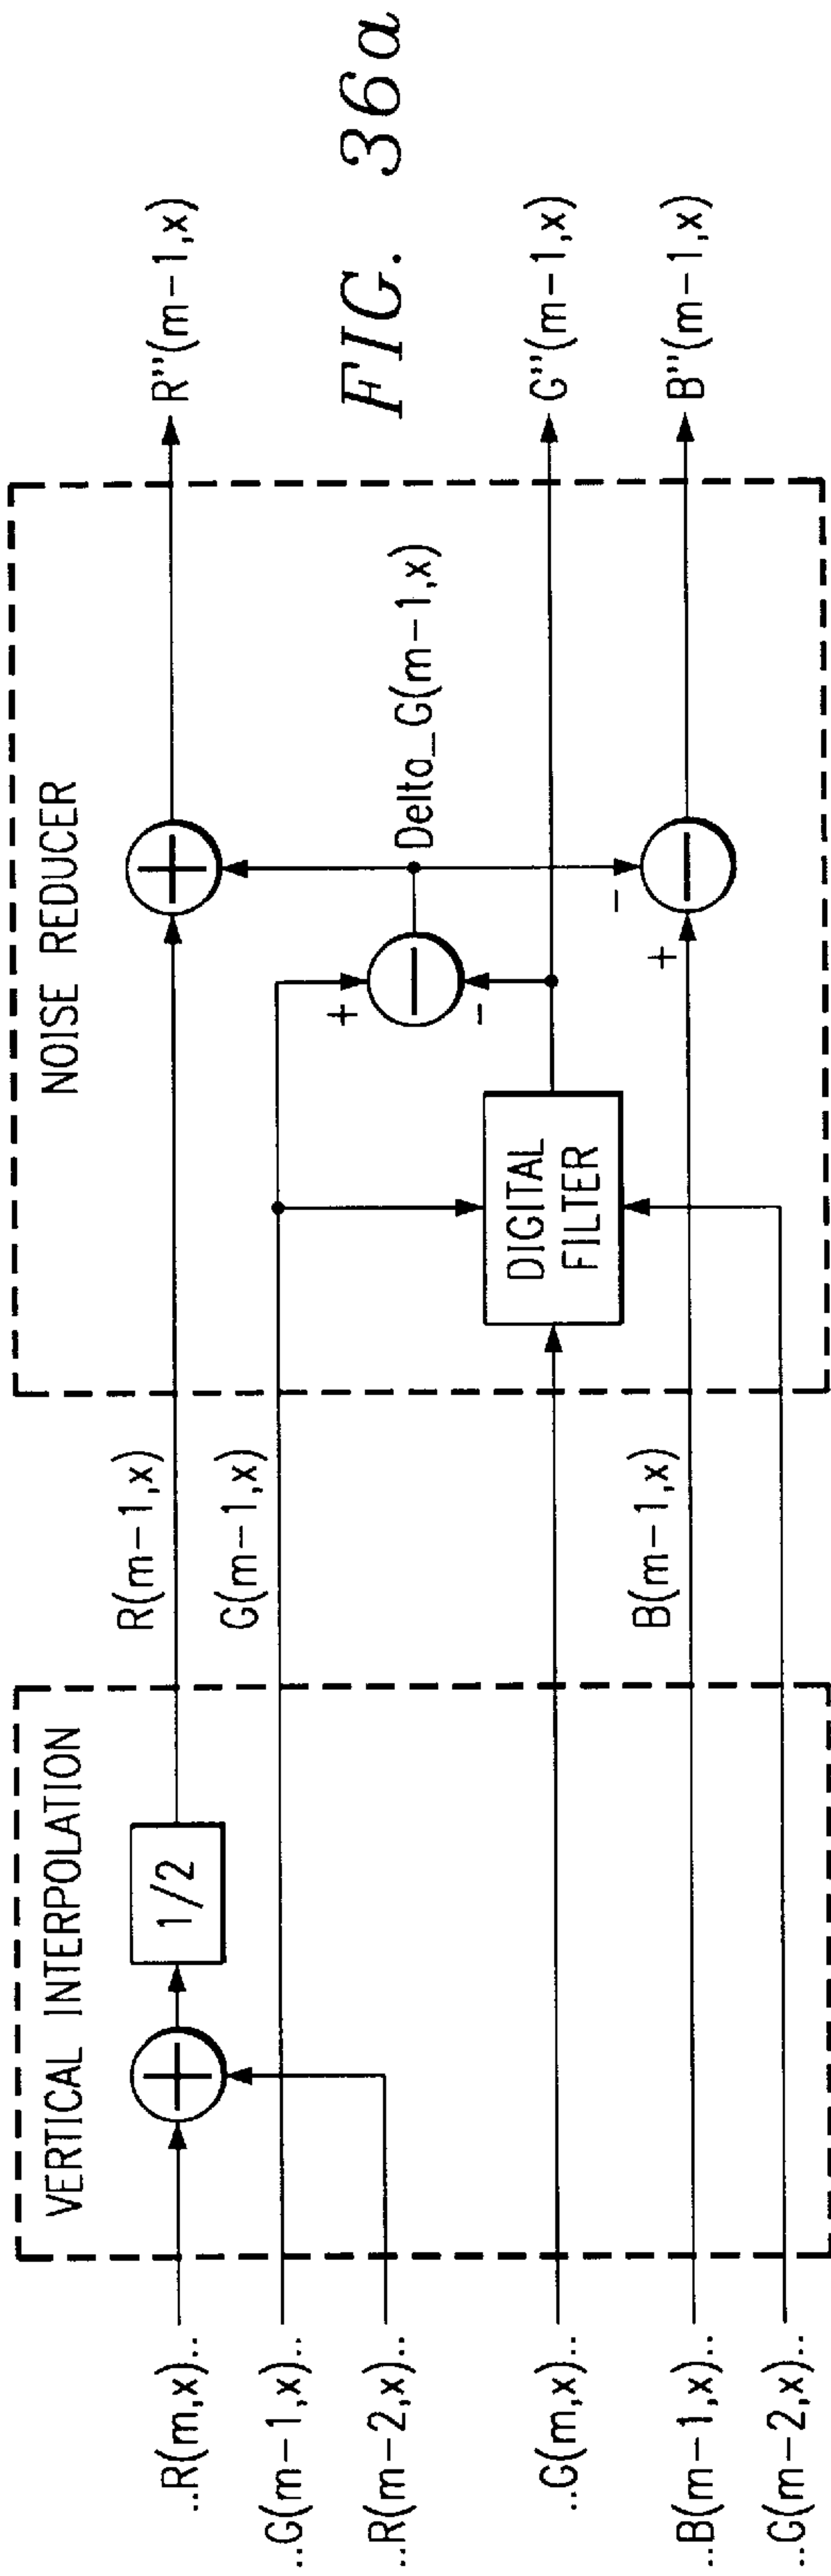 VERTICAL INTERPOLATION
NOISE REDUCER
..R(m,x)..
1/2
R(m-1,x)
R"(m-1,x)
..G(m-1,x)..
G(m-1,x)
+
-
Delta_G(m-1,x)
..R(m-2,x)..
..G(m,x)..
DIGITAL
FILTER
G"(m-1,x)
..B(m-1,x)..
B(m-1,x)
+
-
B"(m-1,x)
..G(m-2,x)..
FIG. 36a